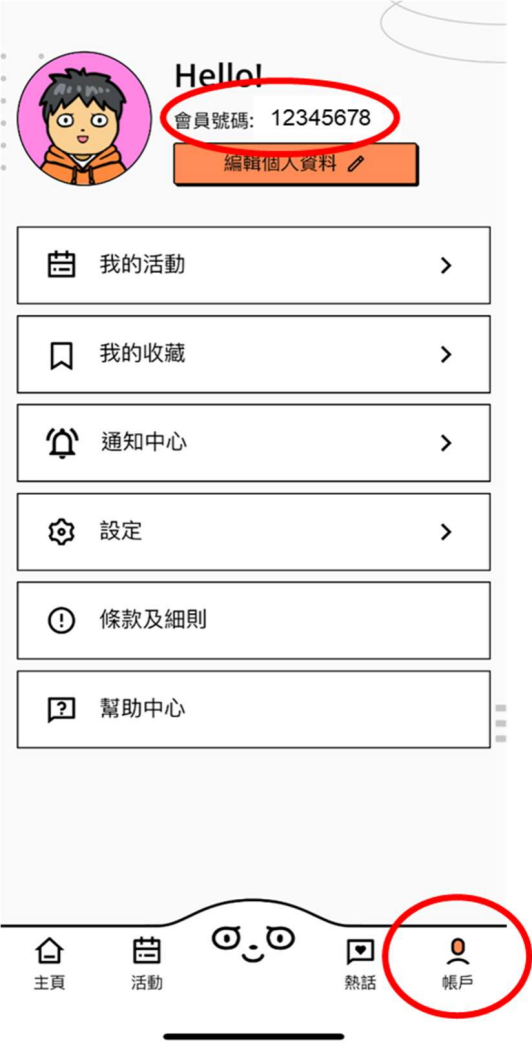 Hello!
會員號碼: 12345678
編輯個人資料
我的活動
我的收藏
通知中心
設定
條款及細則
幫助中心
主頁 活動 熱話 帳戶